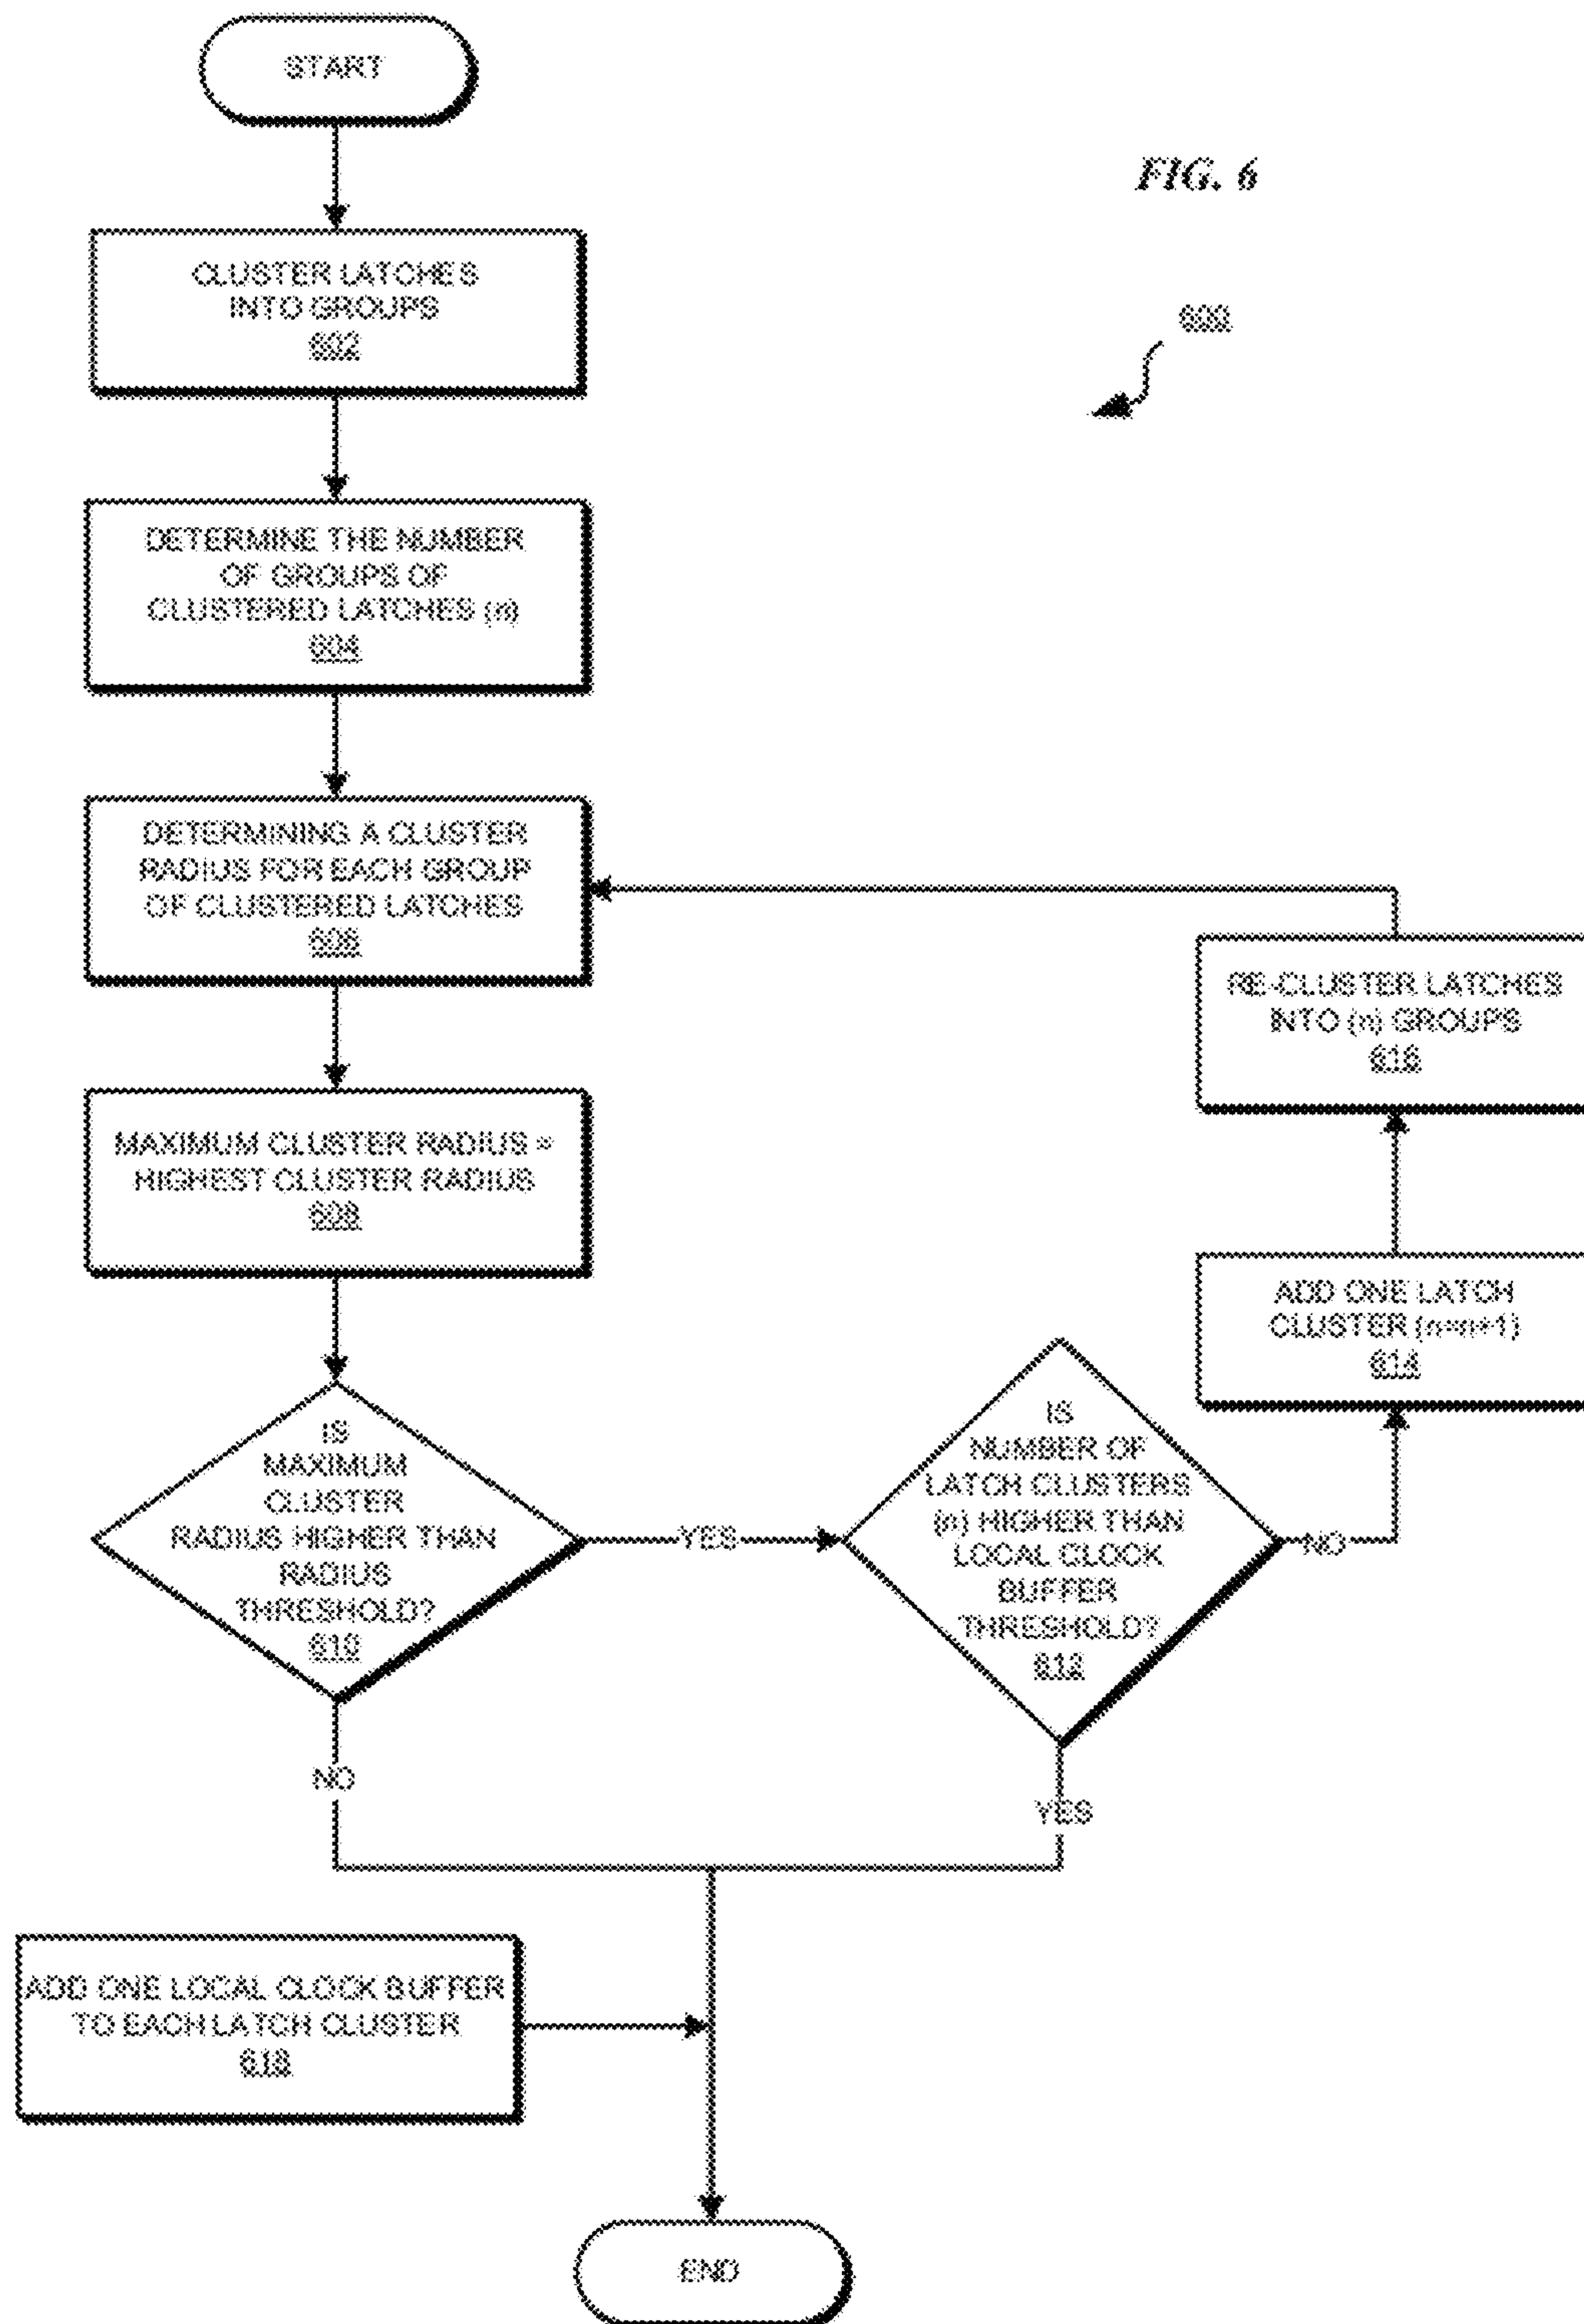 START
FIG. 6
CLUSTER LATCHES
INTO GROUPS
602
600
DETERMINE THE NUMBER
OF GROUPS OF
CLUSTERED LATCHES (n)
604
DETERMINING A CLUSTER
RADIUS FOR EACH GROUP
OF CLUSTERED LATCHES
606
RE-CLUSTER LATCHES
INTO (n) GROUPS
616
MAXIMUM CLUSTER RADIUS =
HIGHEST CLUSTER RADIUS
608
ADD ONE LATCH
CLUSTER (n=n+1)
614
IS
MAXIMUM
CLUSTER
RADIUS HIGHER THAN
RADIUS
THRESHOLD?
610
YES
IS
NUMBER OF
LATCH CLUSTERS
(n) HIGHER THAN
LOCAL CLOCK
BUFFER
THRESHOLD?
612
NO
NO
YES
ADD ONE LOCAL CLOCK BUFFER
TO EACH LATCH CLUSTER
618
END